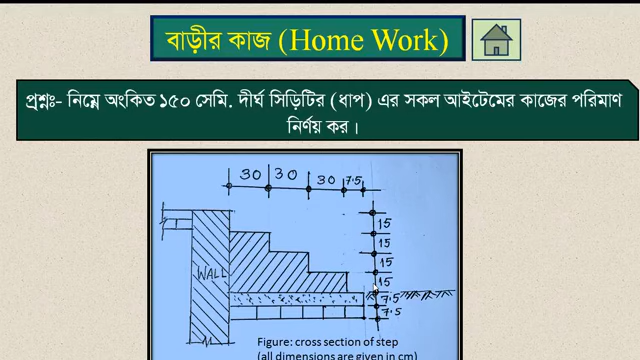 বাড়ীর কাজ (Home Work)
প্রশ্নঃ- নিম্নে অংকিত ১৫০ সেমি. দীর্ঘ সিড়িটির (ধাপ) এর সকল আইটেমের কাজের পরিমাণ
নির্ণয় কর।
30 30 30 7.5
15
15
15
WALL
15
7.5
7.5
Figure: cross section of step
(all dimensions are given in cm)